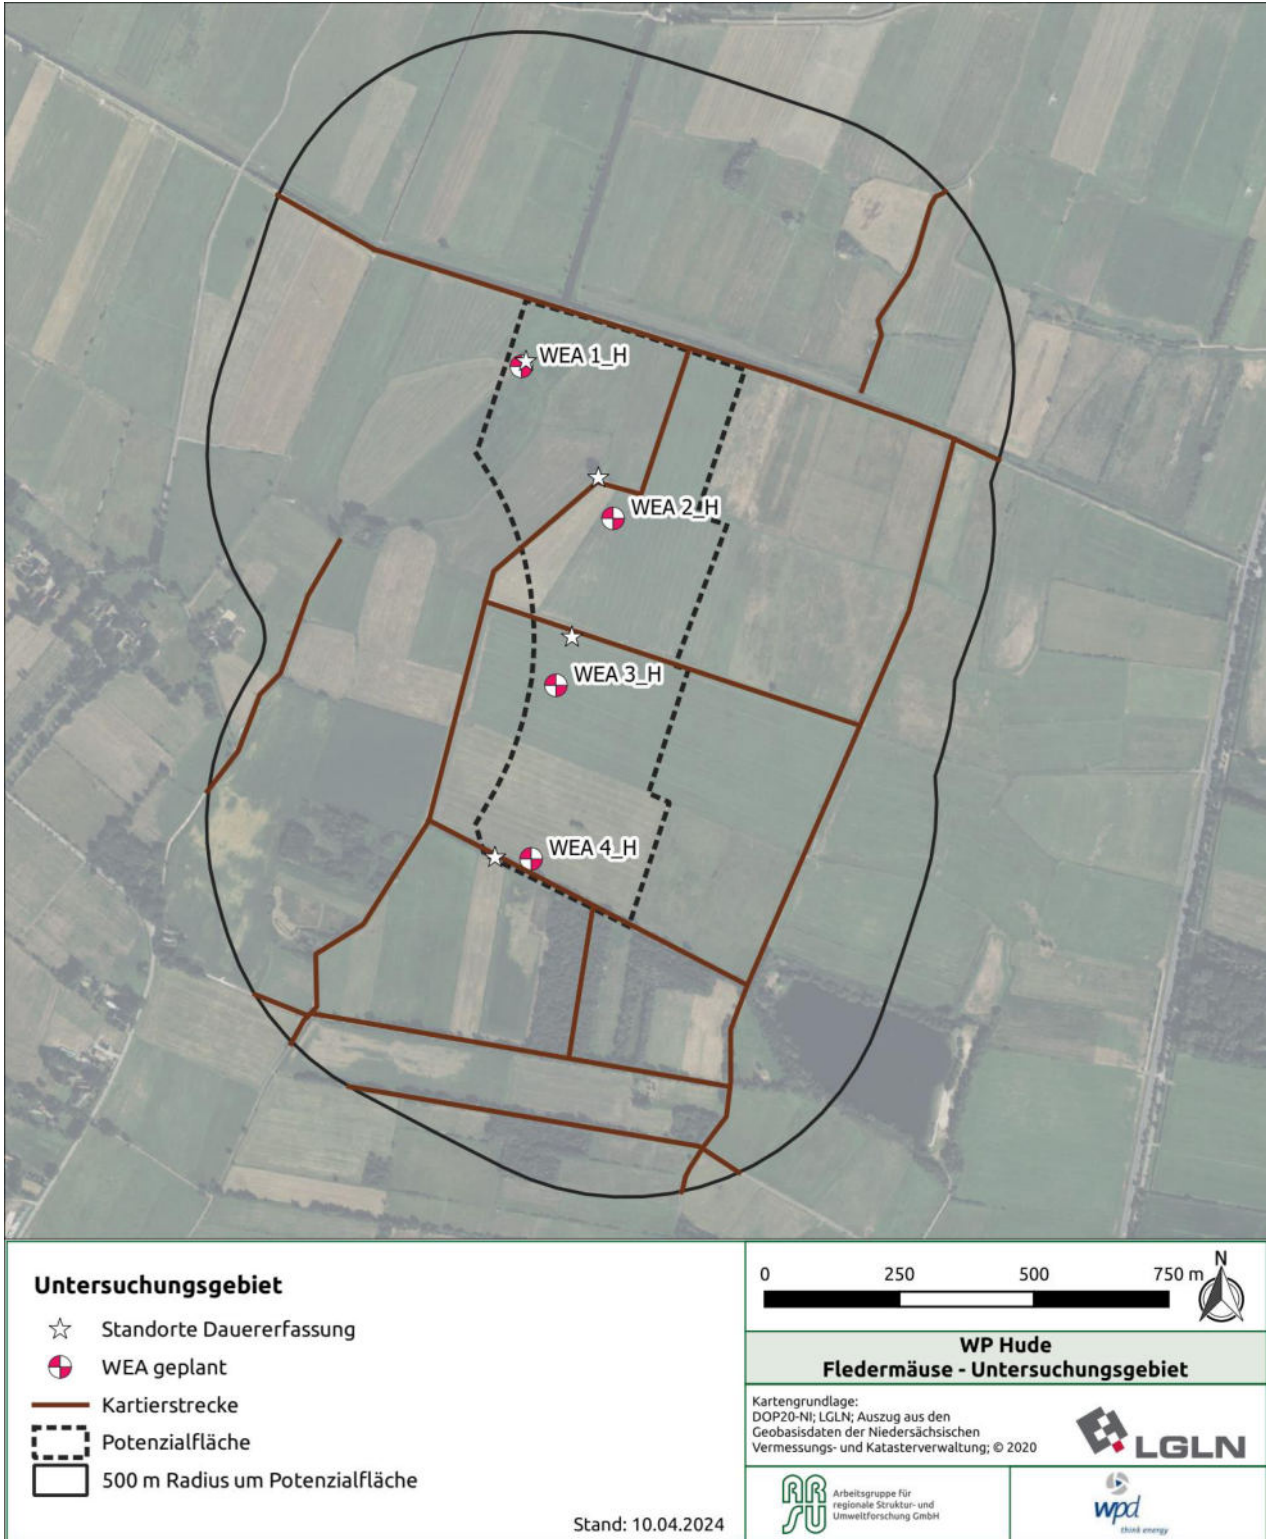 WEA 1_H
WEA 2_H
WEA 3_H
WEA 4_H
Untersuchungsgebiet
Standorte Dauererfassung
WEA geplant
Kartierstrecke
Potenzialfläche
500 m Radius um Potenzialfläche
Stand: 10.04.2024
0 250 500 750 m
N
WP Hude
Fledermäuse - Untersuchungsgebiet
Kartengrundlage:
DOP20-NI; LGLN; Auszug aus den
Geobasisdaten der Niedersächsischen
Vermessungs- und Katasterverwaltung; © 2020
LGLN
ARSU
Arbeitsgruppe für
regionale Struktur- und
Umweltforschung GmbH
wpd
think energy